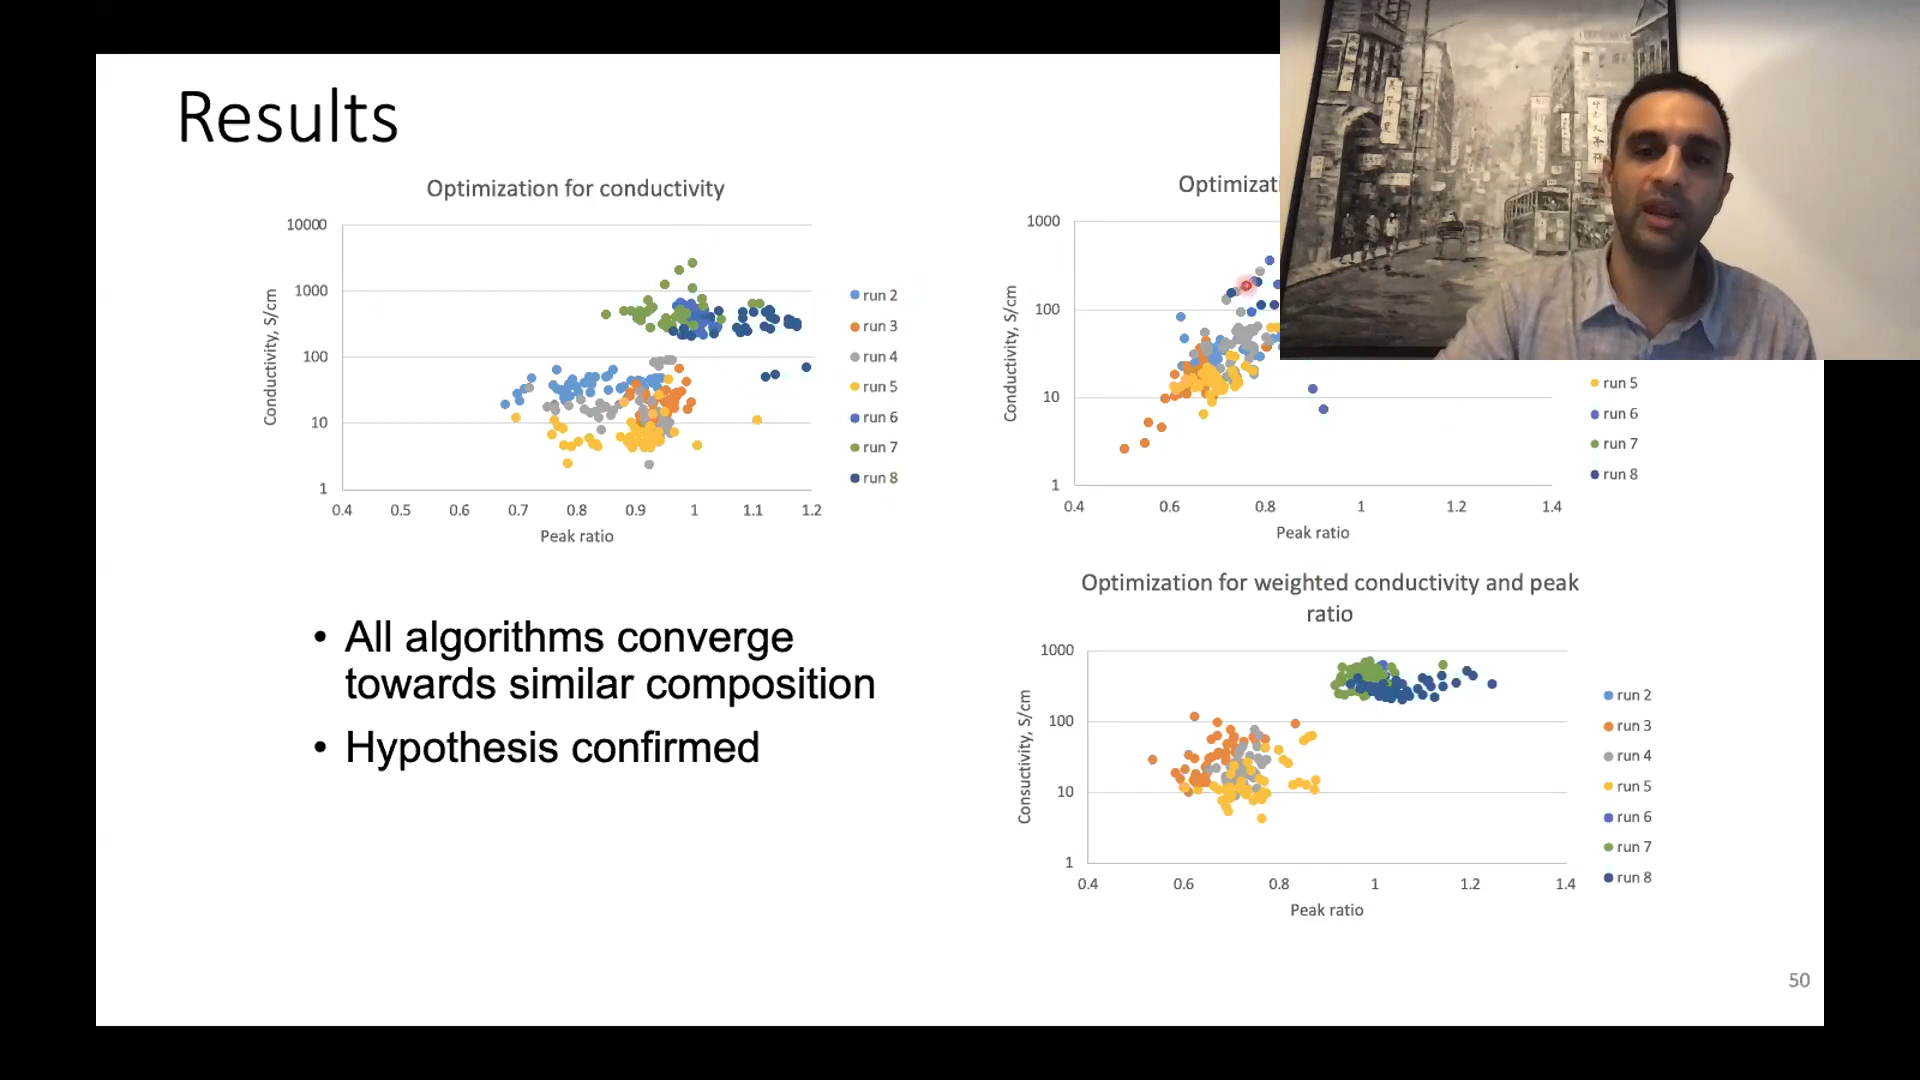 Results
Optimization for conductivity
10000
1000
100
10
1
Conductivity, S/cm
0.4 0.5 0.6 0.7 0.8 0.9 1 1.1 1.2
Peak ratio
run 2
run 3
run 4
run 5
run 6
run 7
run 8
Optimizati
1000
100
10
1
Conductivity, S/cm
0.4 0.6 0.8 1 1.2 1.4
Peak ratio
run 5
run 6
run 7
run 8
• All algorithms converge
towards similar composition
• Hypothesis confirmed
Optimization for weighted conductivity and peak
ratio
1000
100
10
1
Consuctivity, S/cm
0.4 0.6 0.8 1 1.2 1.4
Peak ratio
run 2
run 3
run 4
run 5
run 6
run 7
run 8
50